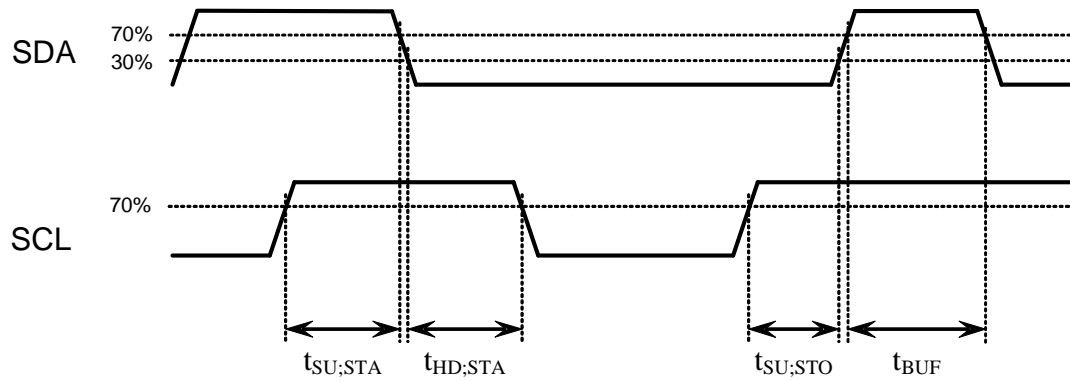 70%
SDA
30%
70%
SCL
tSU;STA
tHD;STA
tSU;STO
tBUF